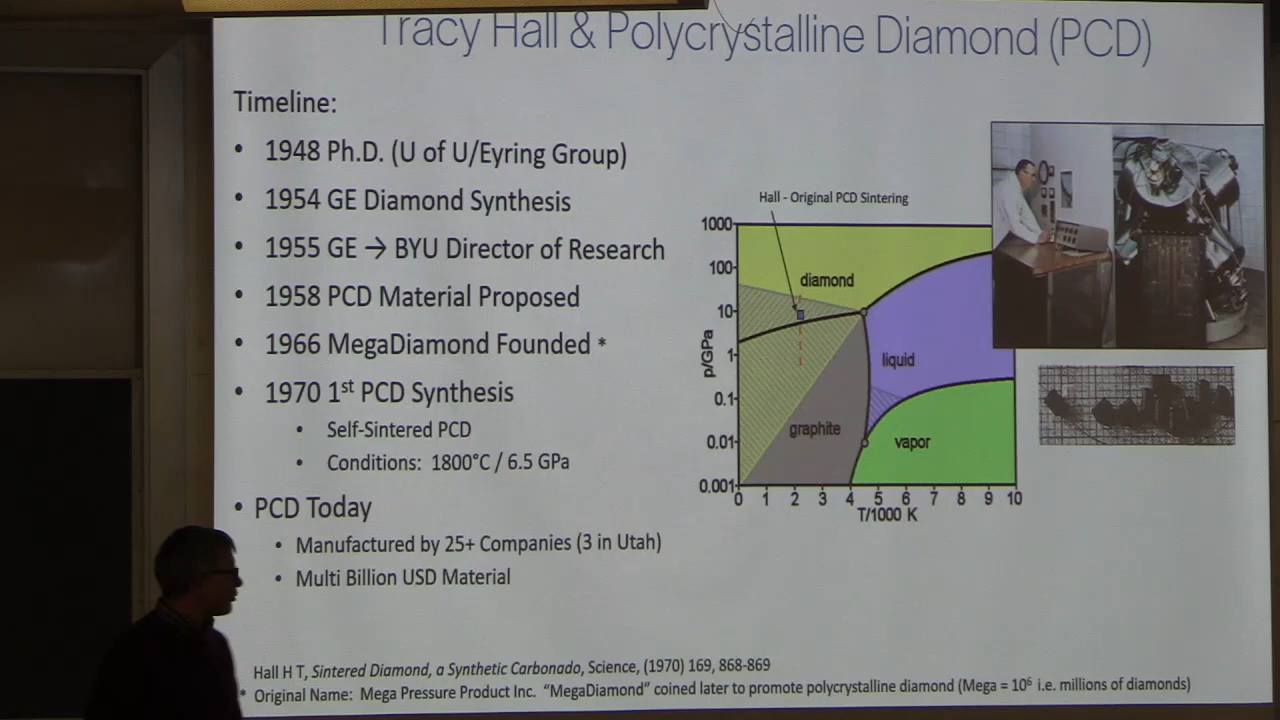 Tracy Hall & Polycrystalline Diamond (PCD)
Timeline:
• 1948 Ph.D. (U of U/Eyring Group)
• 1954 GE Diamond Synthesis
• 1955 GE → BYU Director of Research
• 1958 PCD Material Proposed
• 1966 MegaDiamond Founded *
• 1970 1st PCD Synthesis
• Self-Sintered PCD
• Conditions: 1800°C / 6.5 GPa
• PCD Today
• Manufactured by 25+ Companies (3 in Utah)
• Multi Billion USD Material
Hall - Original PCD Sintering
1000
100
10
1
0.1
0.01
0.001
p/GPa
diamond
liquid
graphite
vapor
0 1 2 3 4 5 6 7 8 9 10
T/1000 K
Hall H T, Sintered Diamond, a Synthetic Carbonado, Science, (1970) 169, 868-869
* Original Name: Mega Pressure Product Inc. “MegaDiamond” coined later to promote polycrystalline diamond (Mega = 10⁶ i.e. millions of diamonds)